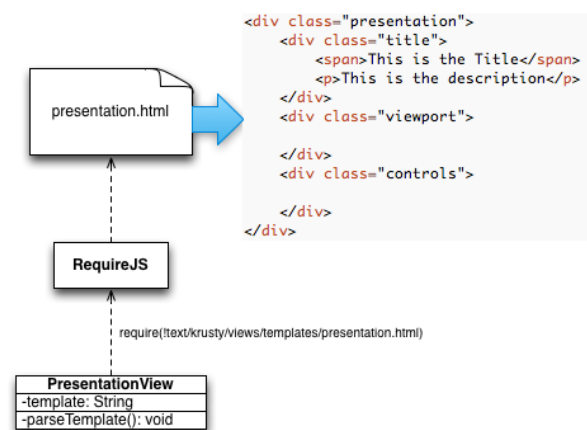 <div class="presentation">
<div class="title">
<span>This is the Title</span>
<p>This is the description</p>
</div>
<div class="viewport">
</div>
<div class="controls">
</div>
</div>
presentation.html
RequireJS
require(!text/krusty/views/templates/presentation.html)
PresentationView
-template: String
-parseTemplate(): void